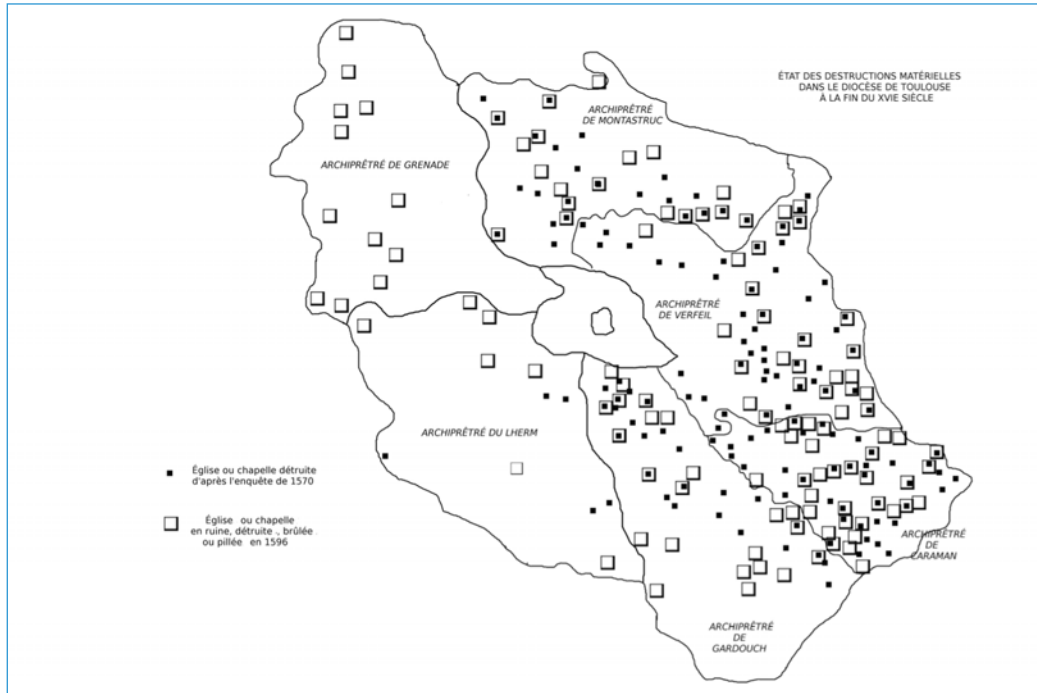 ÉTAT DES DESTRUCTIONS MATÉRIELLES
DANS LE DIOCÈSE DE TOULOUSE
À LA FIN DU XVIE SIÈCLE
ARCHIPRÊTRÉ
DE MONTASTRUC
ARCHIPRÊTRÉ DE GRENADE
ARCHIPRÊTRÉ
DE VERFEIL
ARCHIPRÊTRÉ DU LHERM
Église ou chapelle détruite
d'après l'enquête de 1570
Église ou chapelle
en ruine, détruite , brûlée
ou pillée en 1596
ARCHIPRÊTRÉ
DE
CARAMAN
ARCHIPRÊTRÉ
DE
GARDOUCH